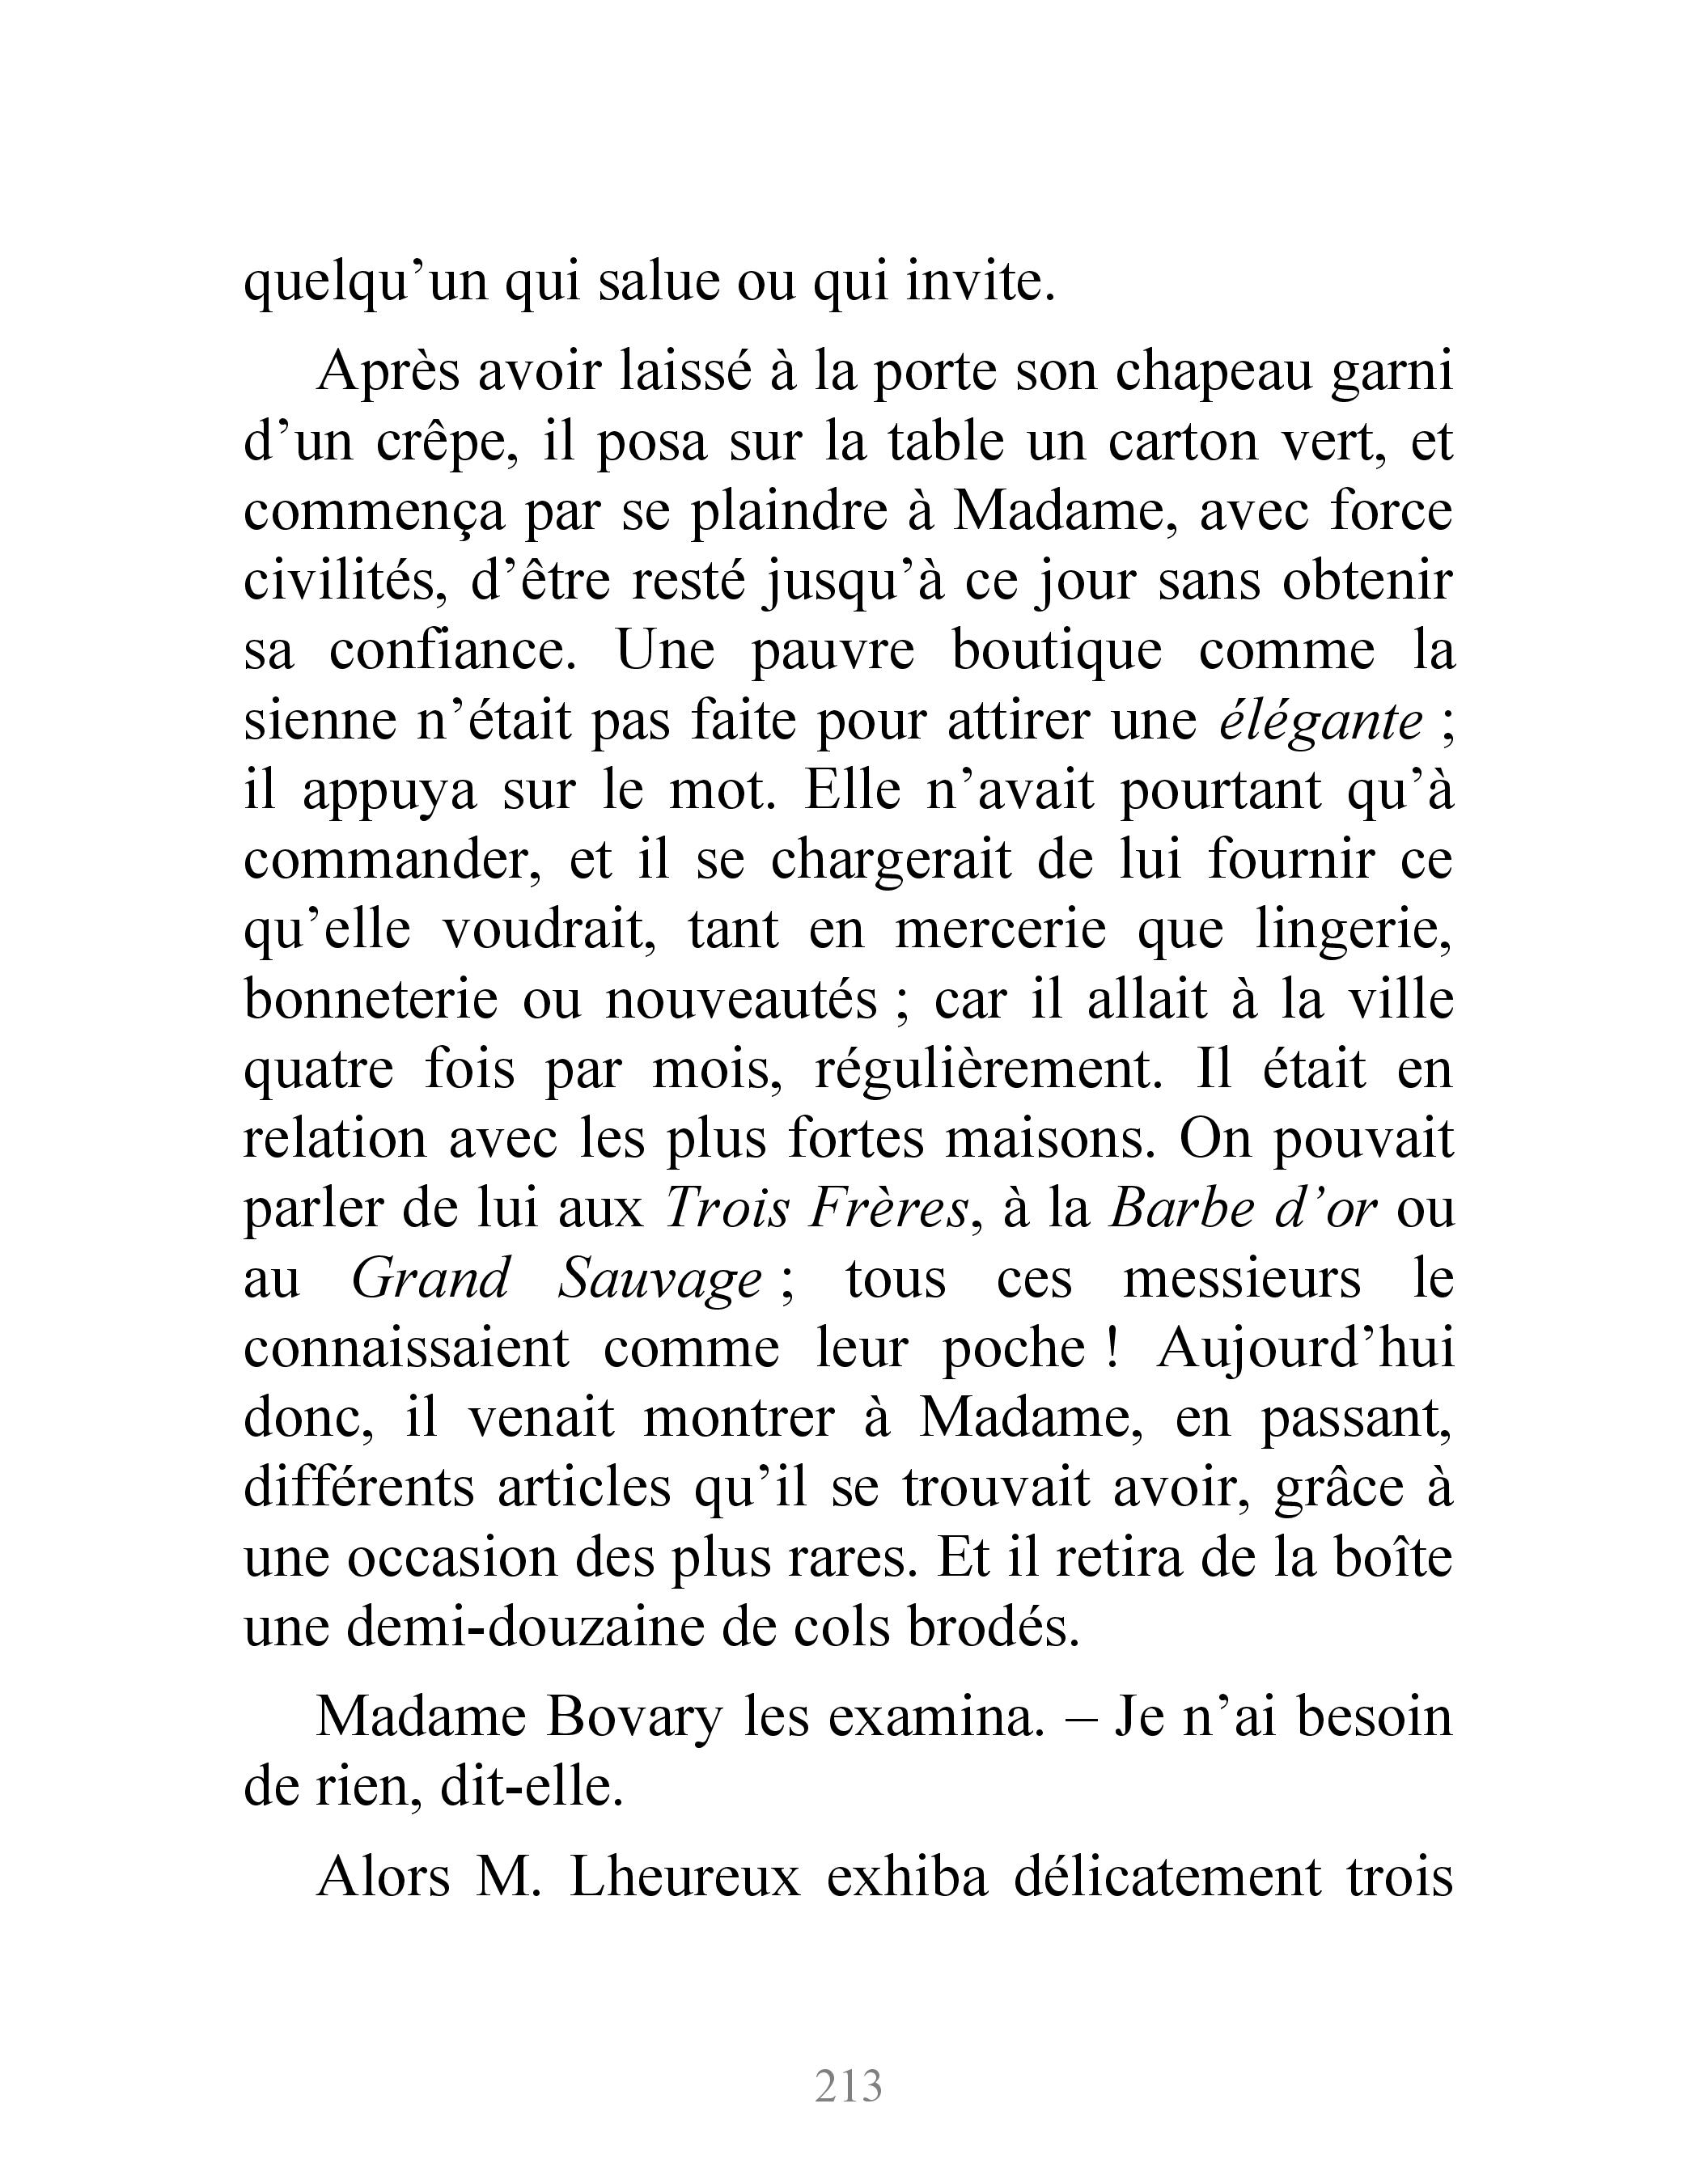 quelqu’un qui salue ou qui invite.
Après avoir laissé à la porte son chapeau garni
d’un crêpe, il posa sur la table un carton vert, et
commença par se plaindre à Madame, avec force
civilités, d’être resté jusqu’à ce jour sans obtenir
sa confiance. Une pauvre boutique comme la
sienne n’était pas faite pour attirer une élégante ;
il appuya sur le mot. Elle n’avait pourtant qu’à
commander, et il se chargerait de lui fournir ce
qu’elle voudrait, tant en mercerie que lingerie,
bonneterie ou nouveautés ; car il allait à la ville
quatre fois par mois, régulièrement. Il était en
relation avec les plus fortes maisons. On pouvait
parler de lui aux Trois Frères, à la Barbe d’or ou
au Grand Sauvage ; tous ces messieurs le
connaissaient comme leur poche ! Aujourd’hui
donc, il venait montrer à Madame, en passant,
différents articles qu’il se trouvait avoir, grâce à
une occasion des plus rares. Et il retira de la boîte
une demi-douzaine de cols brodés.
Madame Bovary les examina. – Je n’ai besoin
de rien, dit-elle.
Alors M. Lheureux exhiba délicatement trois
213